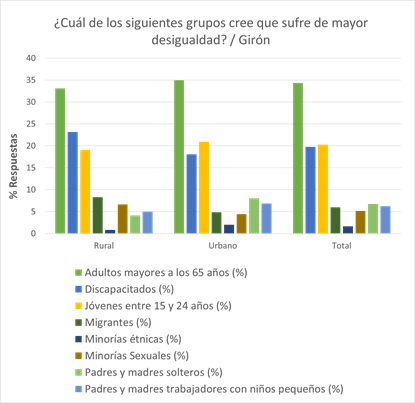 ¿Cuál de los siguientes grupos cree que sufre de mayor
desigualdad? / Girón
% Respuestas
40
35
30
25
20
15
10
5
0
Rural
Urbano
Total
Adultos mayores a los 65 años (%)
Discapacitados (%)
Jóvenes entre 15 y 24 años (%)
Migrantes (%)
Minorías étnicas (%)
Minorías Sexuales (%)
Padres y madres solteros (%)
Padres y madres trabajadores con niños pequeños (%)